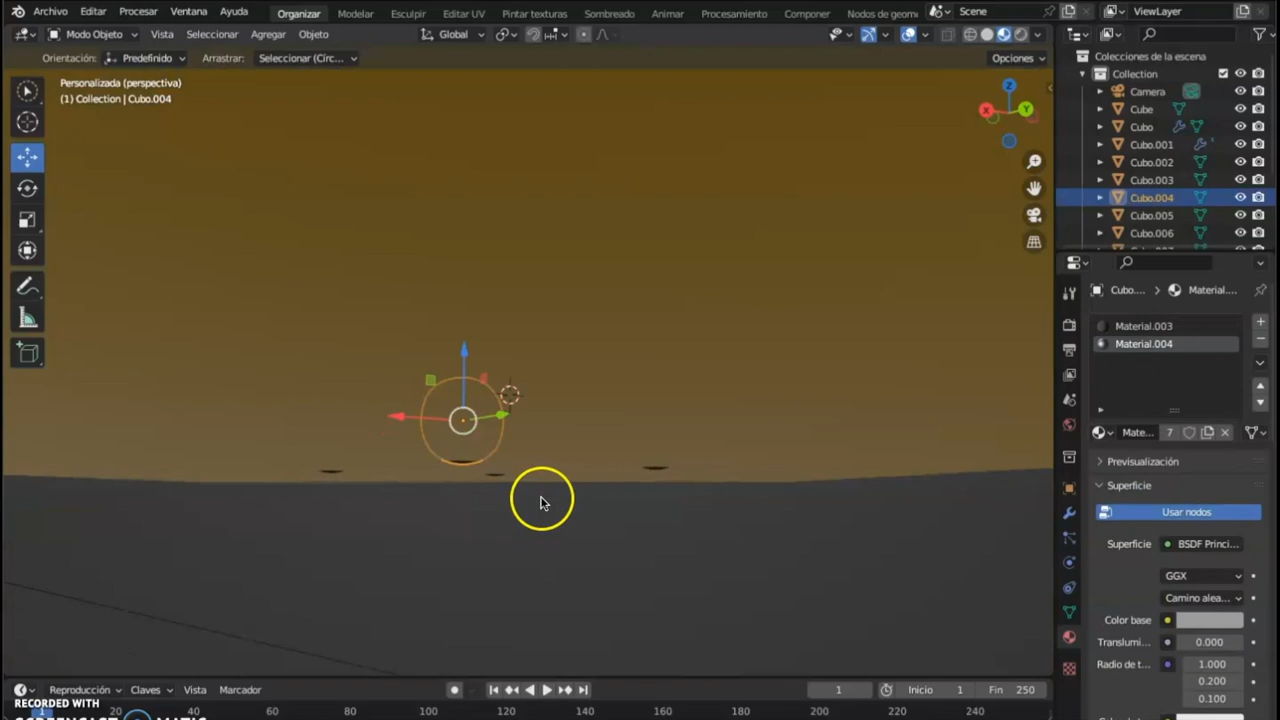 Archivo Editar Procesar Ventana Ayuda Organizar Modelar Esculpir Editar UV Pintar texturas Sombreado Animar Procesamiento Componer Nodos de geom Scene ViewLayer
Modo Objeto Vista Seleccionar Agregar Objeto Global
Orientación: Predefinido Arrastrar: Seleccionar (Círc... Opciones
Personalizada (perspectiva)
(1) Collection | Cubo.004
Z
X
Y
Colecciones de la escena
Collection
Camera
Cube
Cubo
Cubo.001
Cubo.002
Cubo.003
Cubo.004
Cubo.005
Cubo.006
Cubo.... > Material....
Material.003
Material.004
Mate... 7
Previsualización
Superficie
Usar nodos
Superficie BSDF Princi...
GGX
Camino alea...
Color base
Translumi... 0.000
Radio de t... 1.000
0.200
0.100
Reproducción Claves Vista Marcador 1 Inicio 1 Fin 250
1 20 40 60 80 100 120 140 160 180 200 220 240
RECORDED WITH